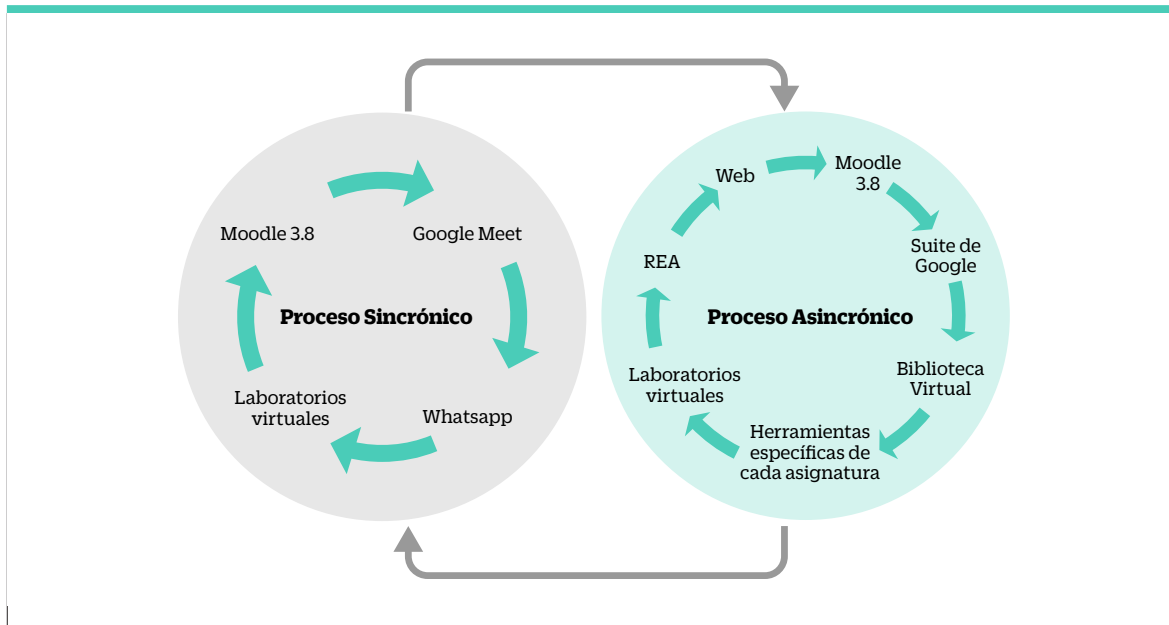 Moodle 3.8
Google Meet
Proceso Sincrónico
Laboratorios
virtuales
Whatsapp
Web
Moodle
3.8
REA
Suite de
Google
Proceso Asincrónico
Laboratorios
virtuales
Biblioteca
Virtual
Herramientas
específicas de
cada asignatura